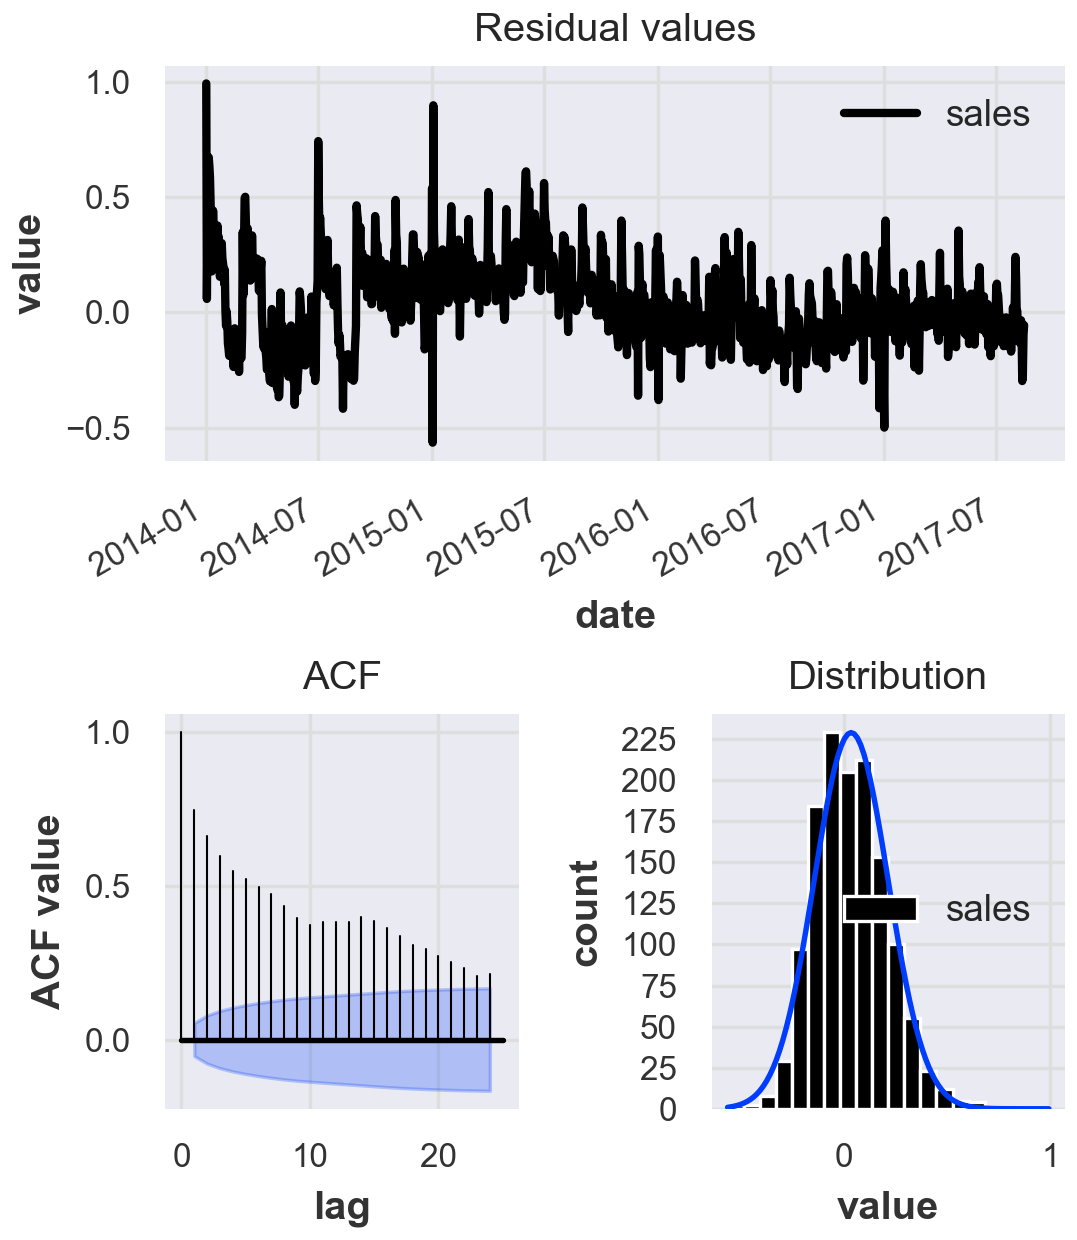 Residual values
1.0
0.5
0.0
−0.5
value
sales
2014-01
2014-07
2015-01
2015-07
2016-01
2016-07
2017-01
2017-07
date
ACF
1.0
0.5
0.0
ACF value
0
10
20
lag
Distribution
225
200
175
150
125
100
75
50
25
0
count
sales
0
1
value